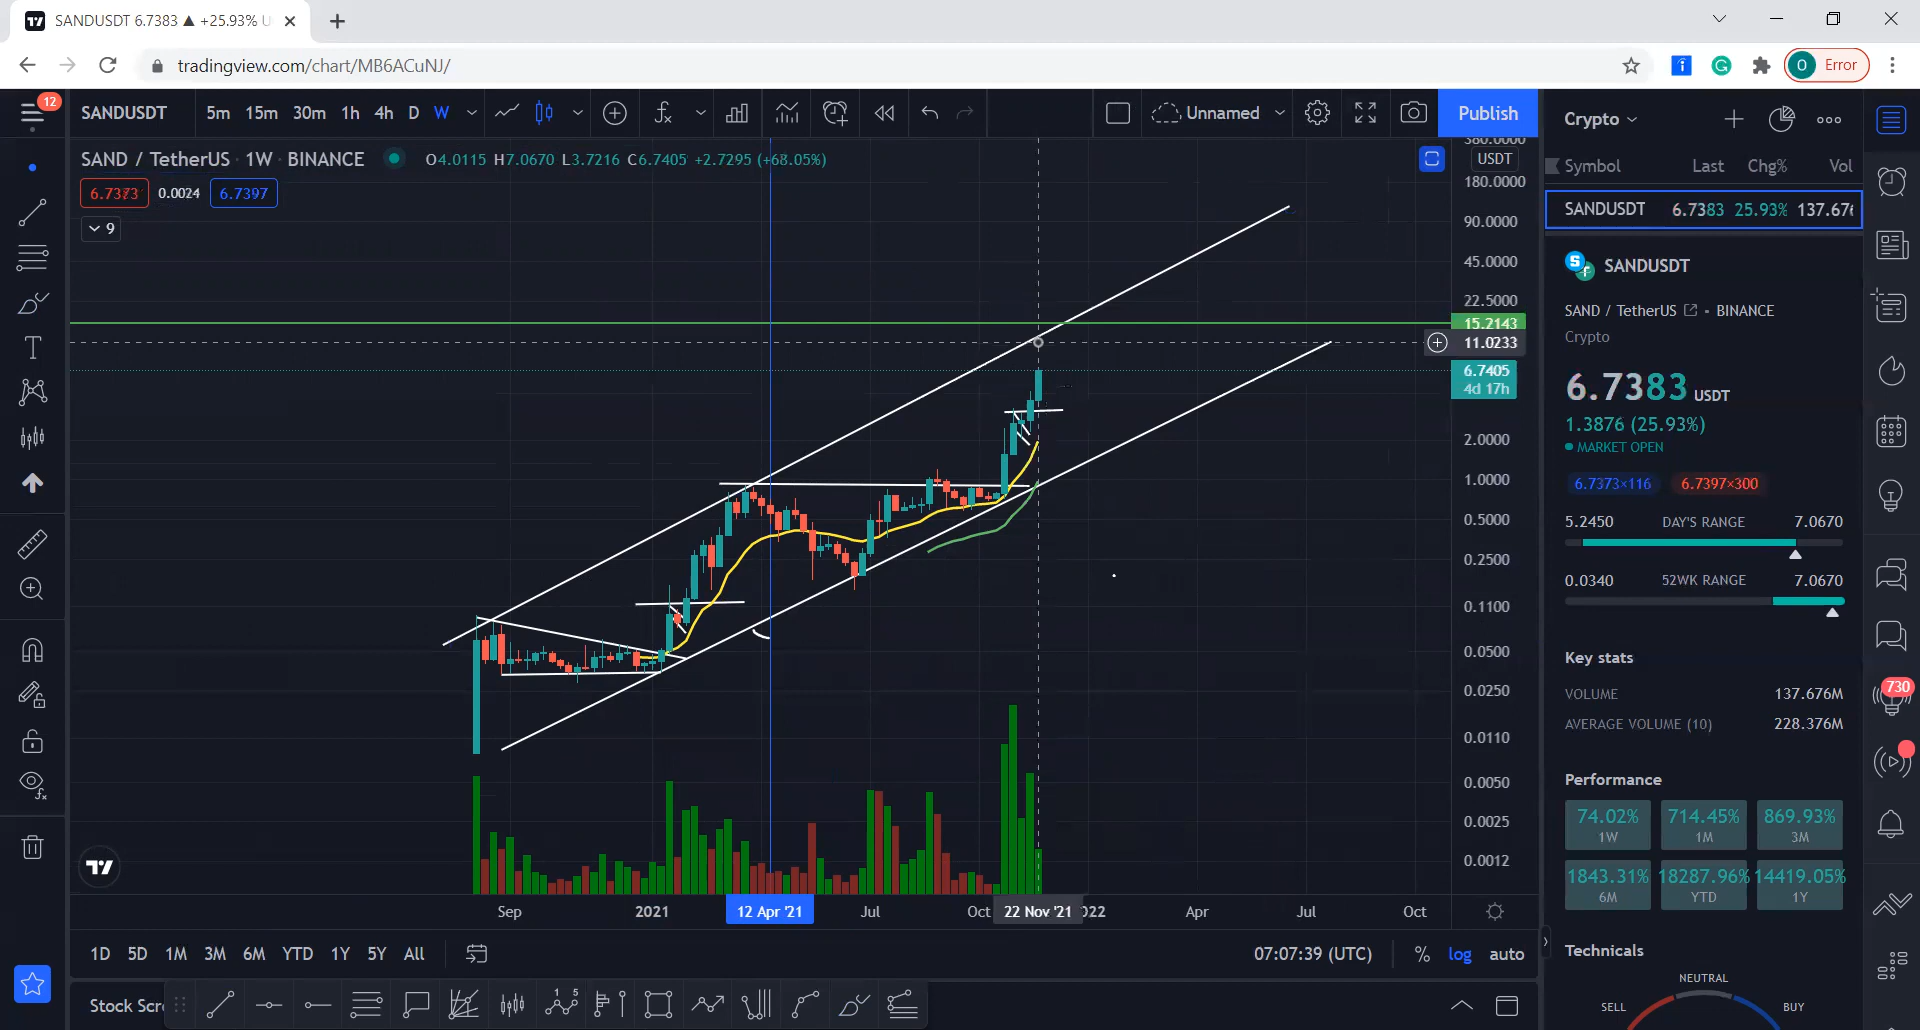 SANDUSDT 6.7383 ▲ +25.93% U
tradingview.com/chart/MB6ACuNJ/
O Error
12
SANDUSDT 5m 15m 30m 1h 4h D W Unnamed Publish
SAND / TetherUS · 1W · BINANCE O4.0115 H7.0670 L3.7216 C6.7405 +2.7295 (+68.05%)
0.0024 6.7397
9
USDT
180.0000
90.0000
45.0000
22.5000
15.2143
11.0233
6.7405
4d 17h
2.0000
1.0000
0.5000
0.2500
0.1100
0.0500
0.0250
0.0110
0.0050
0.0025
0.0012
Sep 2021 12 Apr '21 Jul Oct 22 Nov '21 Apr Jul Oct
1D 5D 1M 3M 6M YTD 1Y 5Y All 07:07:39 (UTC) % log auto
Stock Scr
Crypto
Symbol Last Chg% Vol
SANDUSDT 6.7383 25.93% 137.67
SANDUSDT
SAND / TetherUS · BINANCE
Crypto
6.7383 USDT
1.3876 (25.93%)
MARKET OPEN
6.7373×116 6.7397×300
5.2450 DAY'S RANGE 7.0670
0.0340 52WK RANGE 7.0670
Key stats
VOLUME 137.676M
AVERAGE VOLUME (10) 228.376M
Performance
74.02% 714.45% 869.93%
1W 1M 3M
1843.31% 18287.96% 14419.05%
6M YTD 1Y
Technicals
NEUTRAL
SELL BUY
730